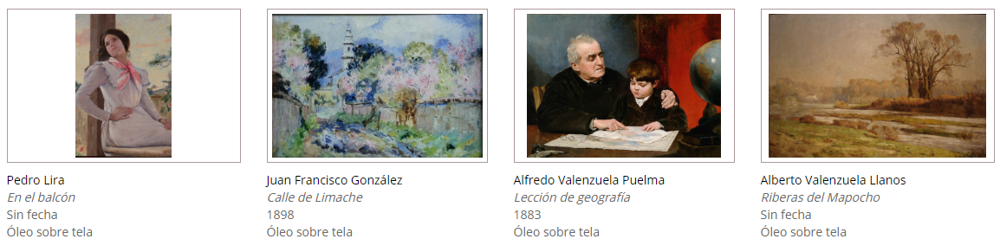 Pedro Lira
En el balcón
Sin fecha
Óleo sobre tela
Juan Francisco González
Calle de Limache
1898
Óleo sobre tela
Alfredo Valenzuela Puelma
Lección de geografía
1883
Óleo sobre tela
Alberto Valenzuela Llanos
Riberas del Mapocho
Sin fecha
Óleo sobre tela